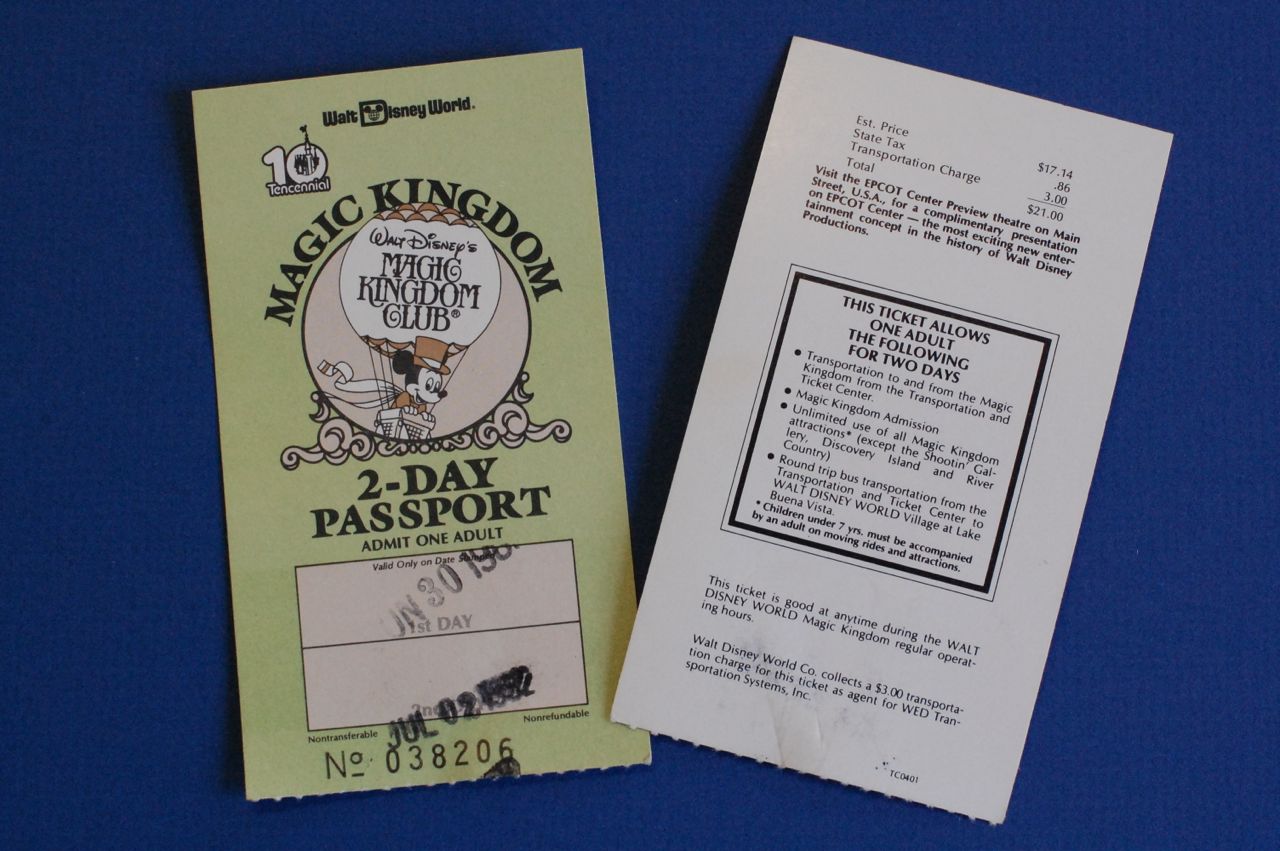 Walt Disney World.
10
Tencennial
MAGIC KINGDOM
WALT DISNEY'S
MAGIC
KINGDOM
CLUB®
2-DAY
PASSPORT
ADMIT ONE ADULT
Valid Only on Date Stamped
JUN 30
1st DAY
2nd
JUL 02 1982
Nontransferable
Nonrefundable
No. 038206
Est. Price $17.14
State Tax .86
Transportation Charge 3.00
Total $21.00
Visit the EPCOT Center Preview theatre on Main
Street, U.S.A., for a complimentary presentation
on EPCOT Center — the most exciting new enter-
tainment concept in the history of Walt Disney
Productions.
THIS TICKET ALLOWS
ONE ADULT
THE FOLLOWING
FOR TWO DAYS
• Transportation to and from the Magic
Kingdom from the Transportation and
Ticket Center.
• Magic Kingdom Admission
• Unlimited use of all Magic Kingdom
attractions* (except the Shootin' Gal-
lery, Discovery Island and River
Country)
• Round trip bus transportation from the
Transportation and Ticket Center to
WALT DISNEY WORLD Village at Lake
Buena Vista.
*Children under 7 yrs. must be accompanied
by an adult on moving rides and attractions.
This ticket is good at anytime during the WALT
DISNEY WORLD Magic Kingdom regular operat-
ing hours.
Walt Disney World Co. collects a $3.00 transporta-
tion charge for this ticket as agent for WED Tran-
sportation Systems, Inc.
TC0401